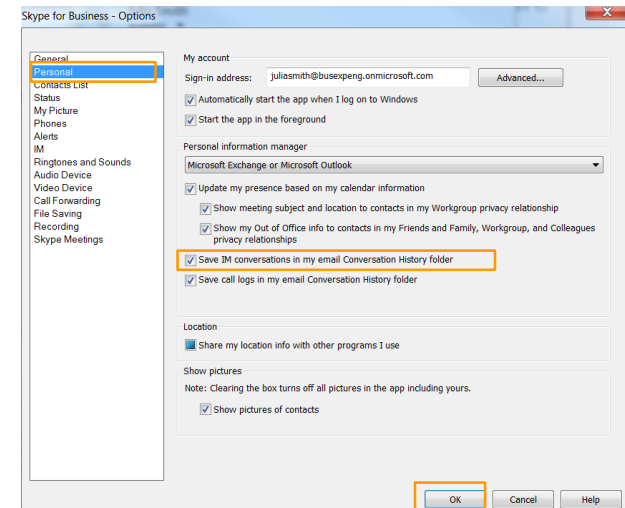 Skype for Business - Options
General
Personal
Contacts List
Status
My Picture
Phones
Alerts
IM
Ringtones and Sounds
Audio Device
Video Device
Call Forwarding
File Saving
Recording
Skype Meetings
My account
Sign-in address: juliasmith@busexpeng.onmicrosoft.com Advanced...
Automatically start the app when I log on to Windows
Start the app in the foreground
Personal information manager
Microsoft Exchange or Microsoft Outlook
Update my presence based on my calendar information
Show meeting subject and location to contacts in my Workgroup privacy relationship
Show my Out of Office info to contacts in my Friends and Family, Workgroup, and Colleagues
privacy relationships
Save IM conversations in my email Conversation History folder
Save call logs in my email Conversation History folder
Location
Share my location info with other programs I use
Show pictures
Note: Clearing the box turns off all pictures in the app including yours.
Show pictures of contacts
OK Cancel Help